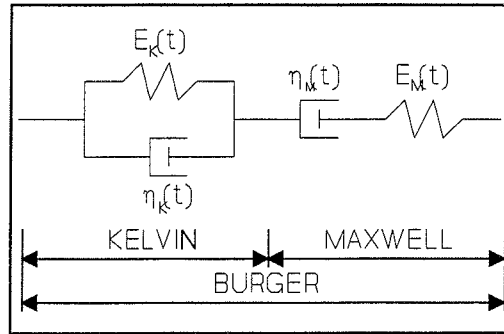 E_K(t)
η_M(t) E_M(t)
η_K(t)
KELVIN MAXWELL
BURGER